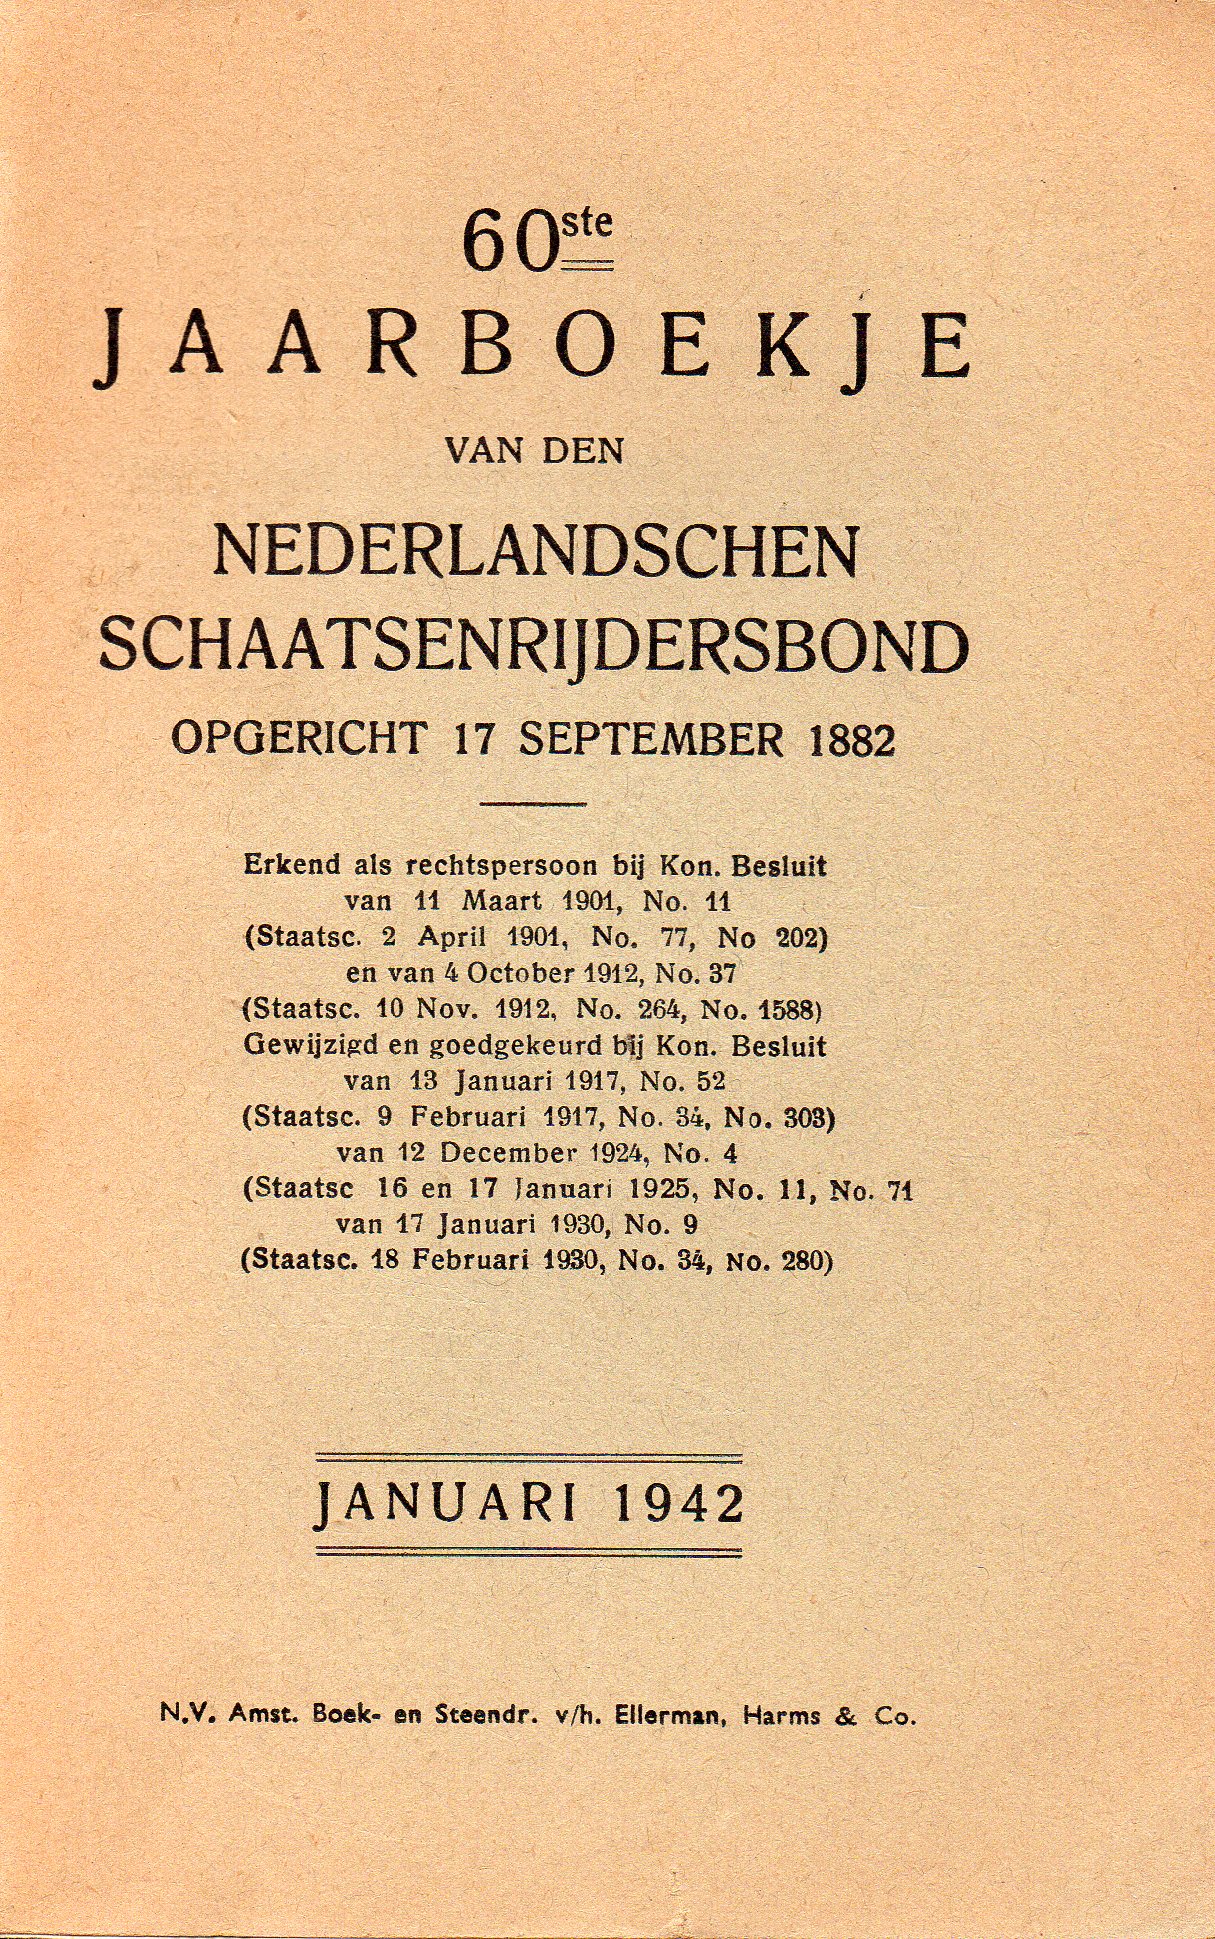 60ste
JAARBOEKJE
VAN DEN
NEDERLANDSCHEN
SCHAATSENRIJDERSBOND
OPGERICHT 17 SEPTEMBER 1882
Erkend als rechtspersoon bij Kon. Besluit
van 11 Maart 1901, No. 11
(Staatsc. 2 April 1901, No. 77, No 202)
en van 4 October 1912, No. 37
(Staatsc. 10 Nov. 1912, No. 264, No. 1588)
Gewijzigd en goedgekeurd bij Kon. Besluit
van 13 Januari 1917, No. 52
(Staatsc. 9 Februari 1917, No. 34, No. 303)
van 12 December 1924, No. 4
(Staatsc 16 en 17 Januari 1925, No. 11, No. 71
van 17 Januari 1930, No. 9
(Staatsc. 18 Februari 1930, No. 34, No. 280)
JANUARI 1942
N.V. Amst. Boek- en Steendr. v/h. Ellerman, Harms & Co.